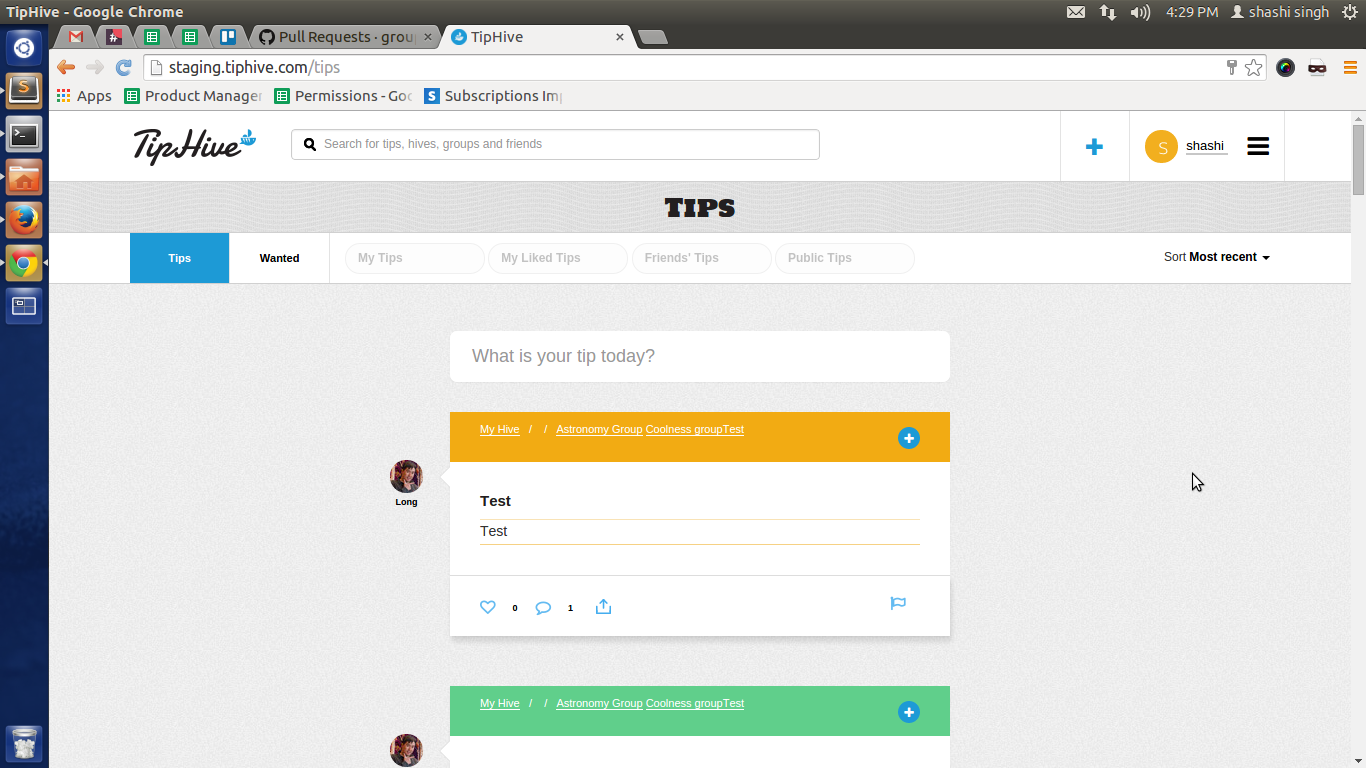 TipHive - Google Chrome
4:29 PM shashi singh
Pull Requests · grou
TipHive
staging.tiphive.com/tips
Apps Product Manager Permissions - Goo Subscriptions Imp
TipHive
Search for tips, hives, groups and friends
S shashi
TIPS
Tips Wanted My Tips My Liked Tips Friends' Tips Public Tips Sort Most recent
What is your tip today?
My Hive / / Astronomy Group Coolness groupTest
Long
Test
Test
0 1
My Hive / / Astronomy Group Coolness groupTest